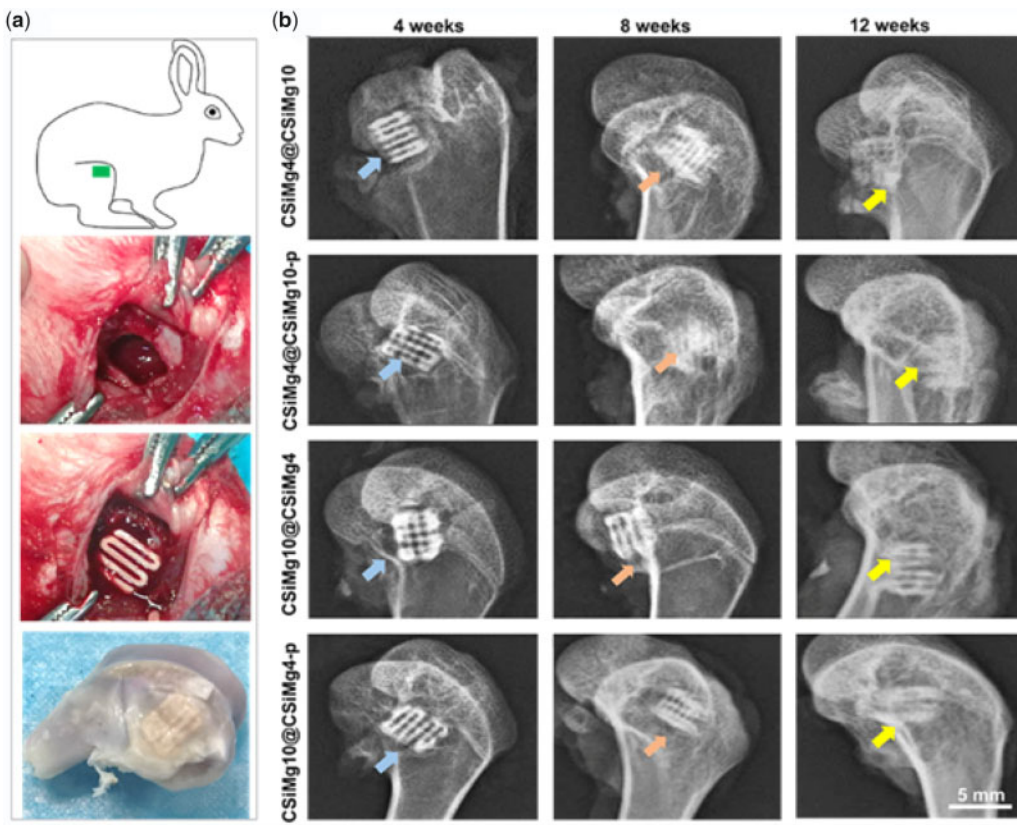 (a)
(b)
4 weeks
8 weeks
12 weeks
CSiMg4@CSiMg10
CSiMg4@CSiMg10-p
CSiMg10@CSiMg4
CSiMg10@CSiMg4-p
5 mm